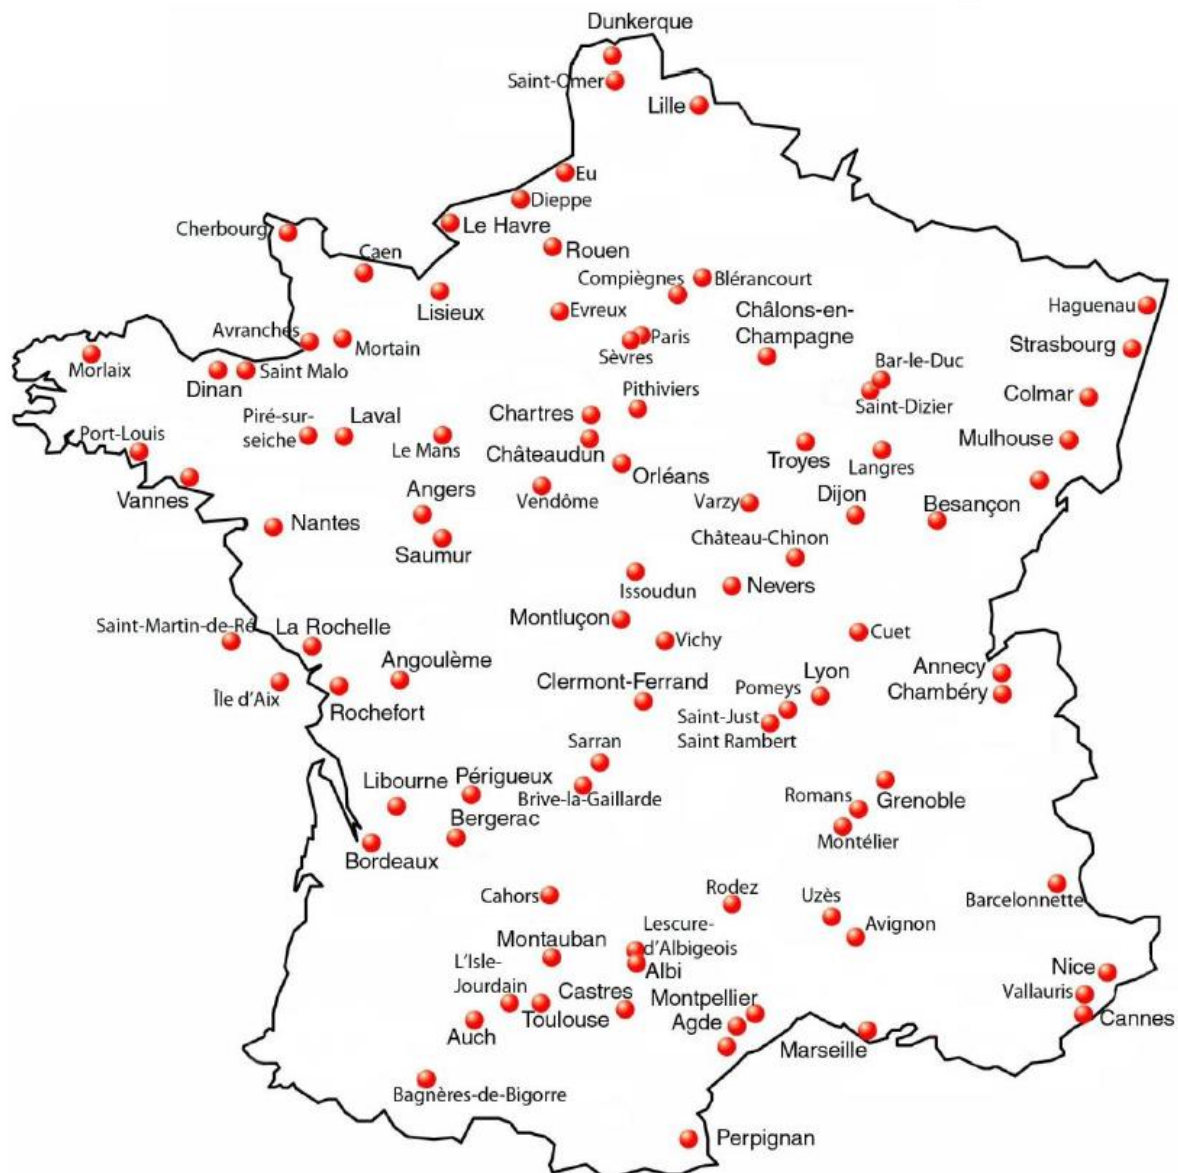 Dunkerque
Saint-Omer
Lille
Eu
Dieppe
Cherbourg
Le Havre
Caen
Rouen
Compiègnes
Blérancourt
Lisieux
Evreux
Châlons-en-
Champagne
Haguenau
Avranches
Mortain
Paris
Sèvres
Strasbourg
Morlaix
Dinan
Saint Malo
Bar-le-Duc
Saint-Dizier
Pithiviers
Colmar
Piré-sur-
seiche
Laval
Chartres
Port-Louis
Le Mans
Châteaudun
Mulhouse
Troyes
Langres
Orléans
Vannes
Angers
Vendôme
Varzy
Dijon
Besançon
Nantes
Saumur
Château-Chinon
Issoudun
Nevers
Montluçon
Saint-Martin-de-Ré
La Rochelle
Vichy
Cuet
Angoulème
Annecy
Île d'Aix
Rochefort
Clermont-Ferrand
Pomeys
Lyon
Chambéry
Saint-Just
Saint Rambert
Sarran
Libourne
Périgueux
Brive-la-Gaillarde
Romans
Grenoble
Bergerac
Montélier
Bordeaux
Cahors
Rodez
Uzès
Barcelonnette
Lescure-
d'Albigeois
Avignon
Montauban
L'Isle-
Jourdain
Albi
Nice
Castres
Montpellier
Vallauris
Toulouse
Agde
Cannes
Auch
Marseille
Bagnères-de-Bigorre
Perpignan